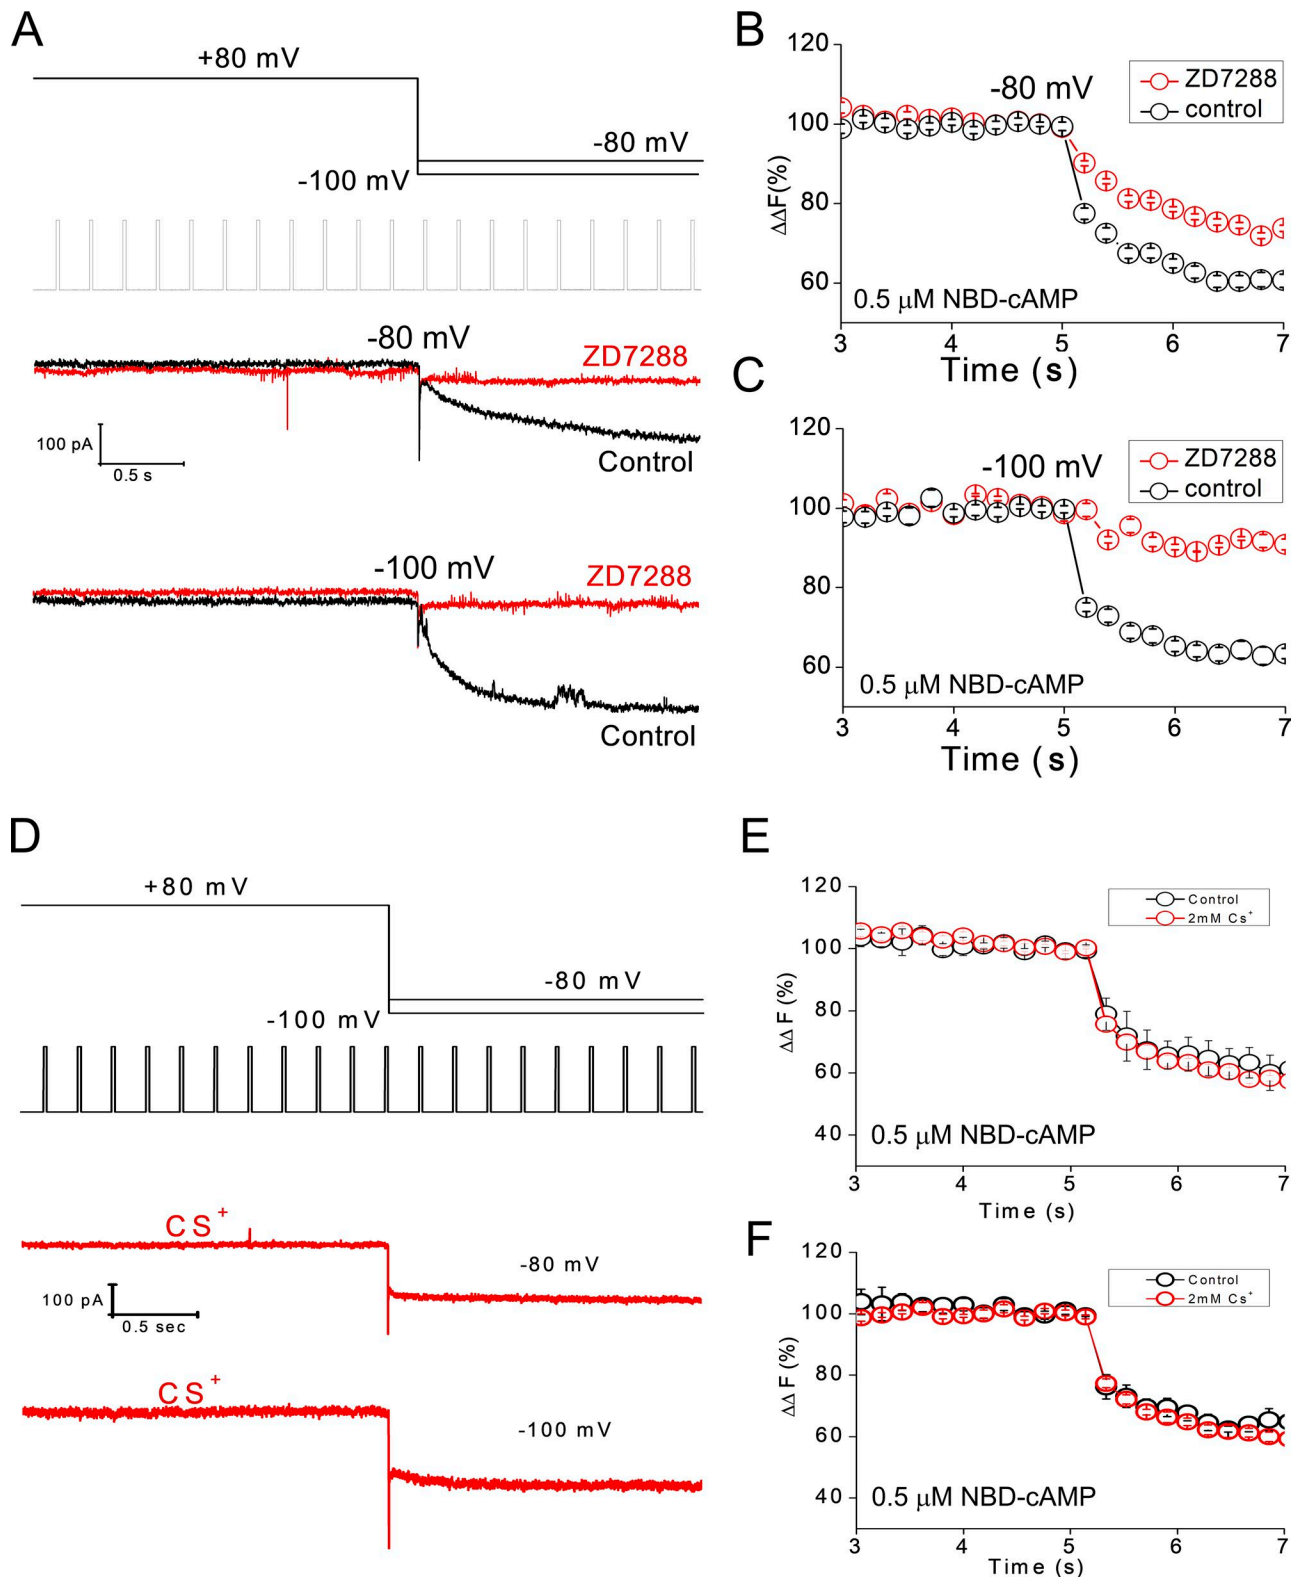 A
+80 mV
-80 mV
-100 mV
-80 mV
ZD7288
100 pA
0.5 s
Control
-100 mV
ZD7288
Control
B
120
100
80
60
ΔΔF(%)
-80 mV
ZD7288
control
0.5 μM NBD-cAMP
3 4 5 6 7
Time (s)
C
120
100
80
60
-100 mV
ZD7288
control
0.5 μM NBD-cAMP
3 4 5 6 7
Time (s)
D
+80 mV
-80 mV
-100 mV
CS+
-80 mV
100 pA
0.5 sec
CS+
-100 mV
E
120
100
80
60
40
ΔΔ F (%)
Control
2mM Cs+
0.5 μM NBD-cAMP
3 4 5 6 7
Time (s)
F
120
100
80
60
40
ΔΔ F (%)
Control
2mM Cs+
0.5 μM NBD-cAMP
3 4 5 6 7
Time (s)